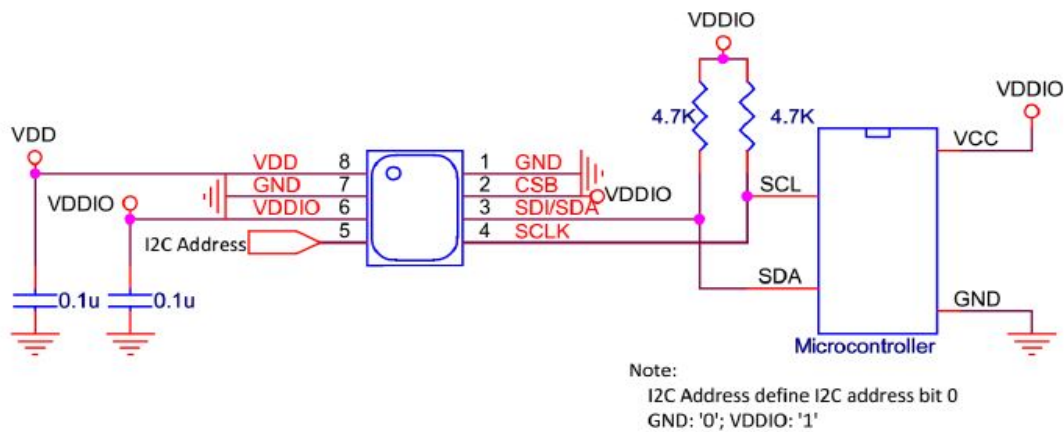 VDDIO
4.7K 4.7K
VDDIO
VCC
VDD
VDD 8 1 GND
GND 7 2 CSB
VDDIO
VDDIO 6 3 SDI/SDA
VDDIO
I2C Address 5 4 SCLK
SCL
SDA
0.1u 0.1u
GND
Microcontroller
Note:
I2C Address define I2C address bit 0
GND: '0'; VDDIO: '1'